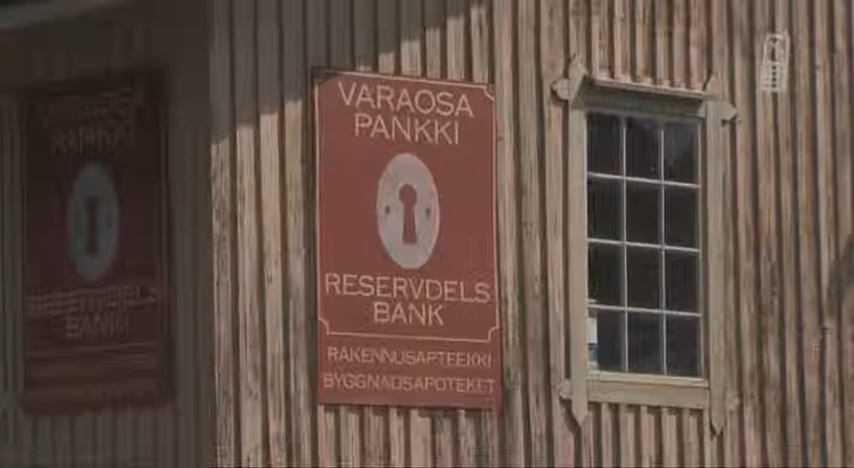 VARAOSA
PANKKI
RESERVDELS
BANK
RAKENNUSAPTEEKKI
BYGGNADSAPOTEKET